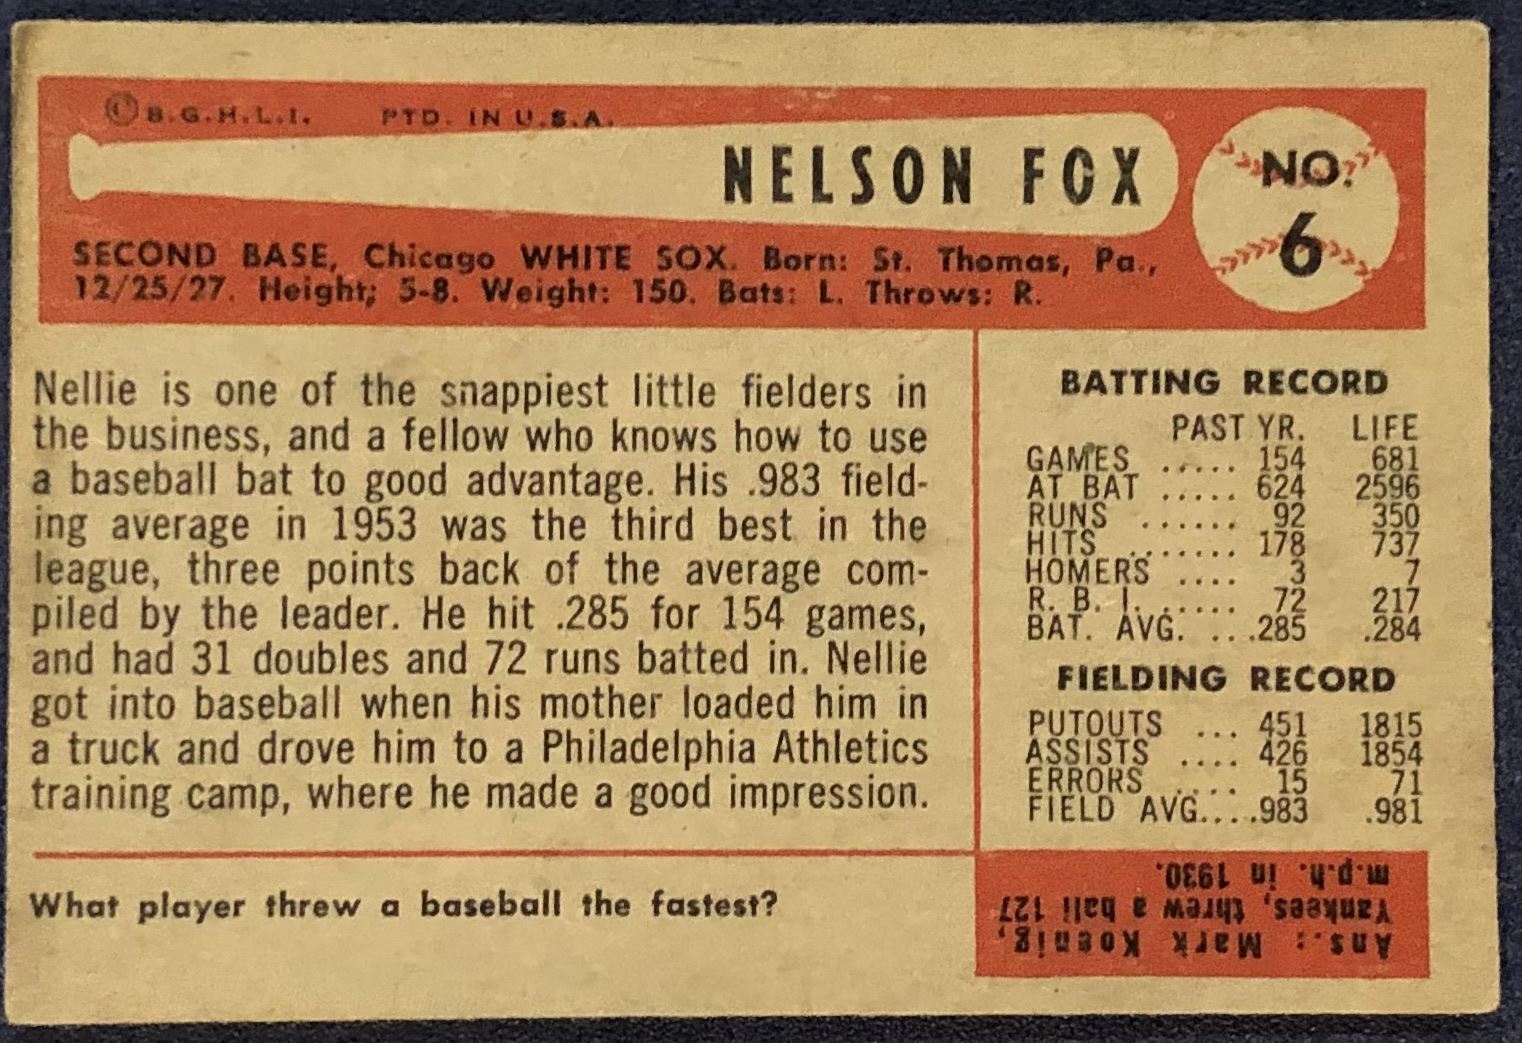 © B.G.H.L.I. PTD. IN U.S.A.
NELSON FOX
NO.
6
SECOND BASE, Chicago WHITE SOX. Born: St. Thomas, Pa.,
12/25/27. Height; 5-8. Weight: 150. Bats: L. Throws: R.
Nellie is one of the snappiest little fielders in
the business, and a fellow who knows how to use
a baseball bat to good advantage. His .983 field-
ing average in 1953 was the third best in the
league, three points back of the average com-
piled by the leader. He hit .285 for 154 games,
and had 31 doubles and 72 runs batted in. Nellie
got into baseball when his mother loaded him in
a truck and drove him to a Philadelphia Athletics
training camp, where he made a good impression.
BATTING RECORD
PAST YR. LIFE
GAMES ..... 154 681
AT BAT ..... 624 2596
RUNS ...... 92 350
HITS ........ 178 737
HOMERS .... 3 7
R. B. I. ...... 72 217
BAT. AVG. ...285 .284
FIELDING RECORD
PUTOUTS ... 451 1815
ASSISTS .... 426 1854
ERRORS ..... 15 71
FIELD AVG....983 .981
What player threw a baseball the fastest?
Ans.: Mark Koenig,
Yankees, threw a ball 127
m.p.h. in 1930.